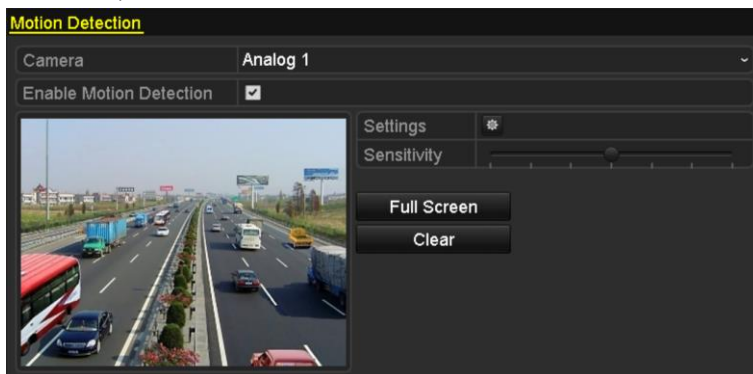 Motion Detection
Camera Analog 1
Enable Motion Detection
Settings
Sensitivity
Full Screen
Clear